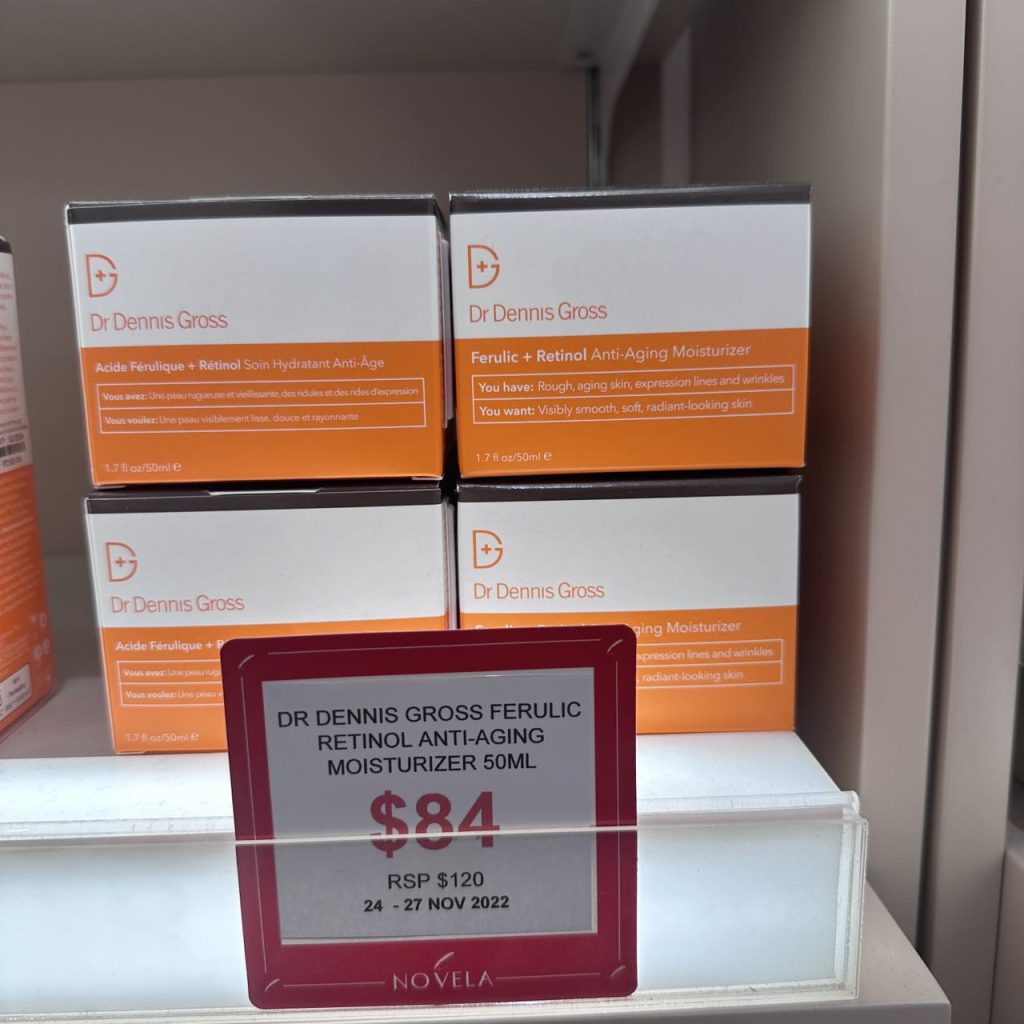 Dr Dennis Gross
Acide Férulique + Rétinol Soin Hydratant Anti-Âge
Vous avez: Une peau rugueuse et vieillissante, des ridules et des rides d'expression
Vous voulez: Une peau visiblement lisse, douce et rayonnante
1.7 fl oz/50ml e
Dr Dennis Gross
Ferulic + Retinol Anti-Aging Moisturizer
You have: Rough, aging skin, expression lines and wrinkles
You want: Visibly smooth, soft, radiant-looking skin
1.7 fl oz/50ml e
Dr Dennis Gross
Acide Férulique +
Vous avez: Une peau
Vous voulez: Une peau
1.7 fl oz/50ml e
Dr Dennis Gross
Moisturizer
expression lines and wrinkles
radiant-looking skin
DR DENNIS GROSS FERULIC
RETINOL ANTI-AGING
MOISTURIZER 50ML
$84
RSP $120
24 - 27 NOV 2022
NOVELA